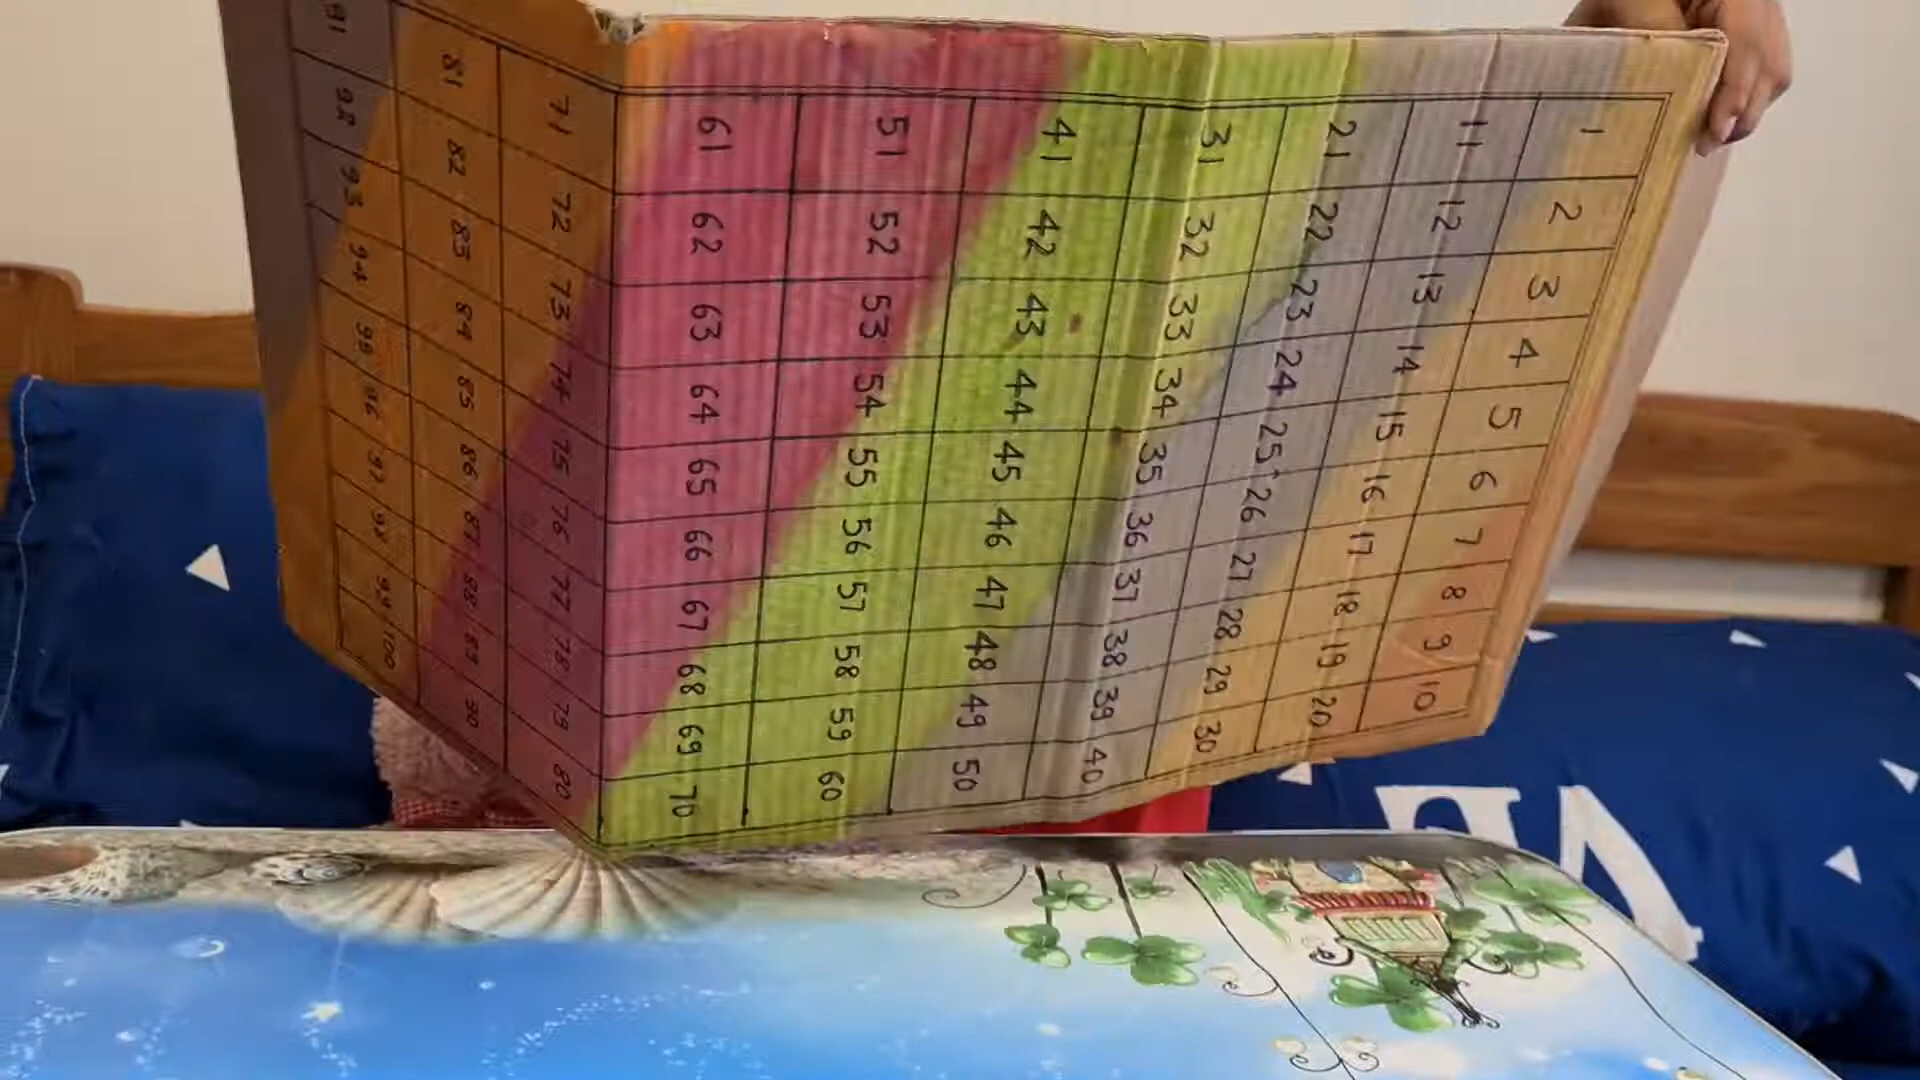 1 2 3 4 5 6 7 8 9 10
11 12 13 14 15 16 17 18 19 20
21 22 23 24 25 26 27 28 29 30
31 32 33 34 35 36 37 38 39 40
41 42 43 44 45 46 47 48 49 50
51 52 53 54 55 56 57 58 59 60
61 62 63 64 65 66 67 68 69 70
71 72 73 74 75 76 77 78 79 80
81 82 83 84 85 86 87 88 89 90
91 92 93 94 95 96 97 98 99 100